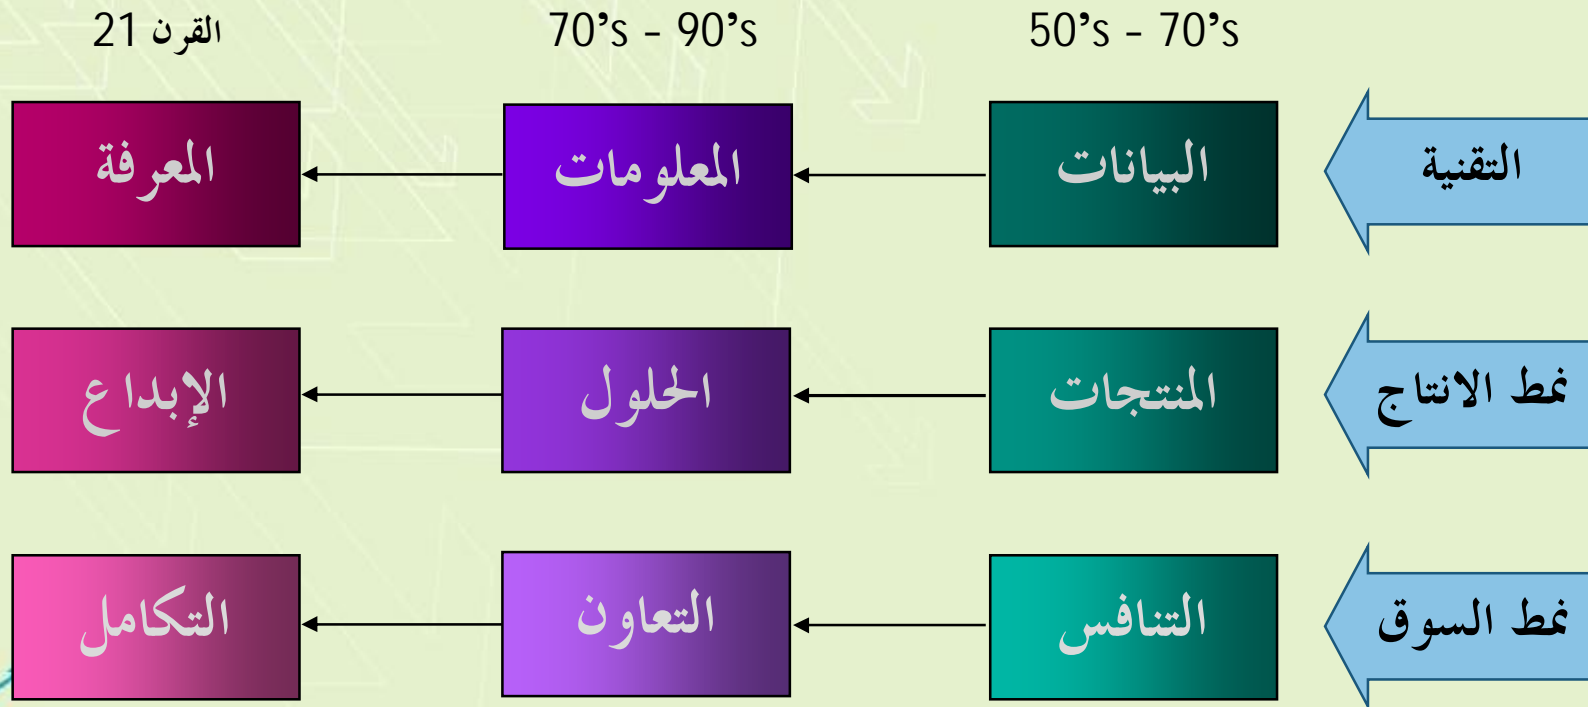 50's - 70's
70's - 90's
القرن 21
التقنية
البيانات
المعلومات
المعرفة
نمط الانتاج
المنتجات
الحلول
الإبداع
نمط السوق
التنافس
التعاون
التكامل